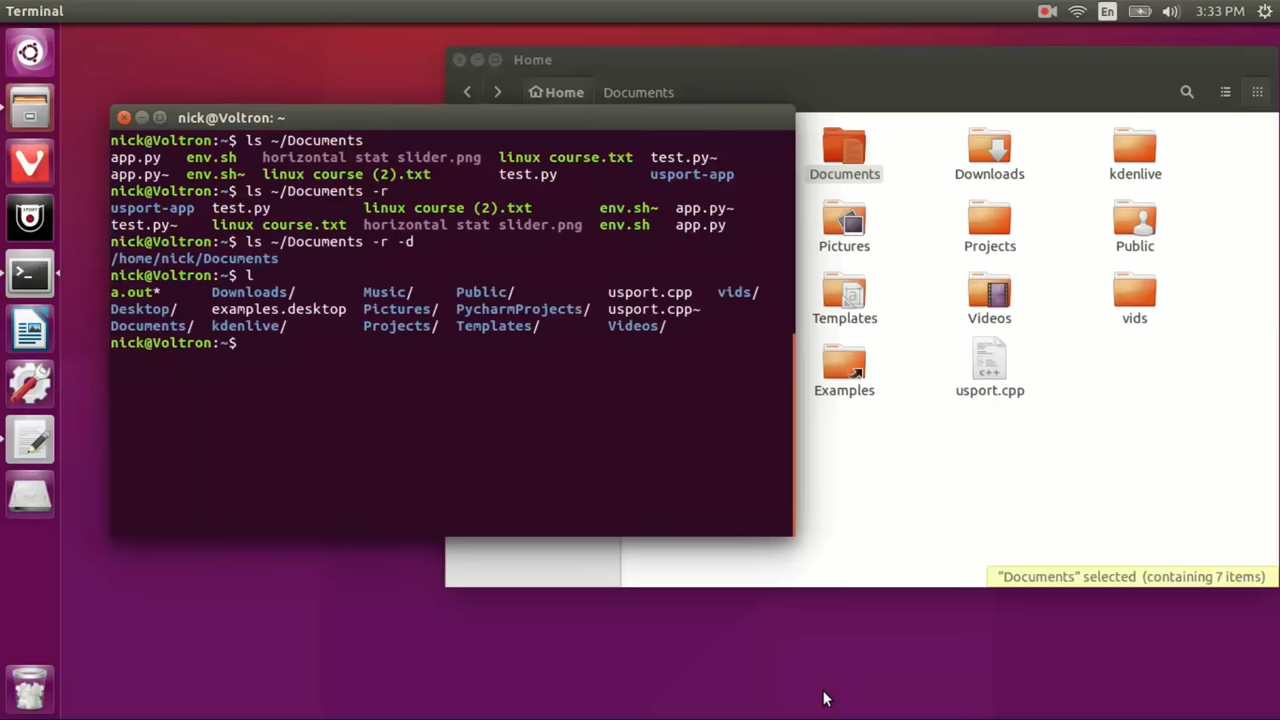 Terminal
En
3:33 PM
Home
Home Documents
nick@Voltron: ~
nick@Voltron:~$ ls ~/Documents
app.py env.sh horizontal stat slider.png linux course.txt test.py~
app.py~ env.sh~ linux course (2).txt test.py usport-app
nick@Voltron:~$ ls ~/Documents -r
usport-app test.py linux course (2).txt env.sh~ app.py~
test.py~ linux course.txt horizontal stat slider.png env.sh app.py
nick@Voltron:~$ ls ~/Documents -r -d
/home/nick/Documents
nick@Voltron:~$ l
a.out* Downloads/ Music/ Public/ usport.cpp vids/
Desktop/ examples.desktop Pictures/ PycharmProjects/ usport.cpp~
Documents/ kdenlive/ Projects/ Templates/ Videos/
nick@Voltron:~$
Documents Downloads kdenlive
Pictures Projects Public
Templates Videos vids
C++
Examples usport.cpp
"Documents" selected (containing 7 items)